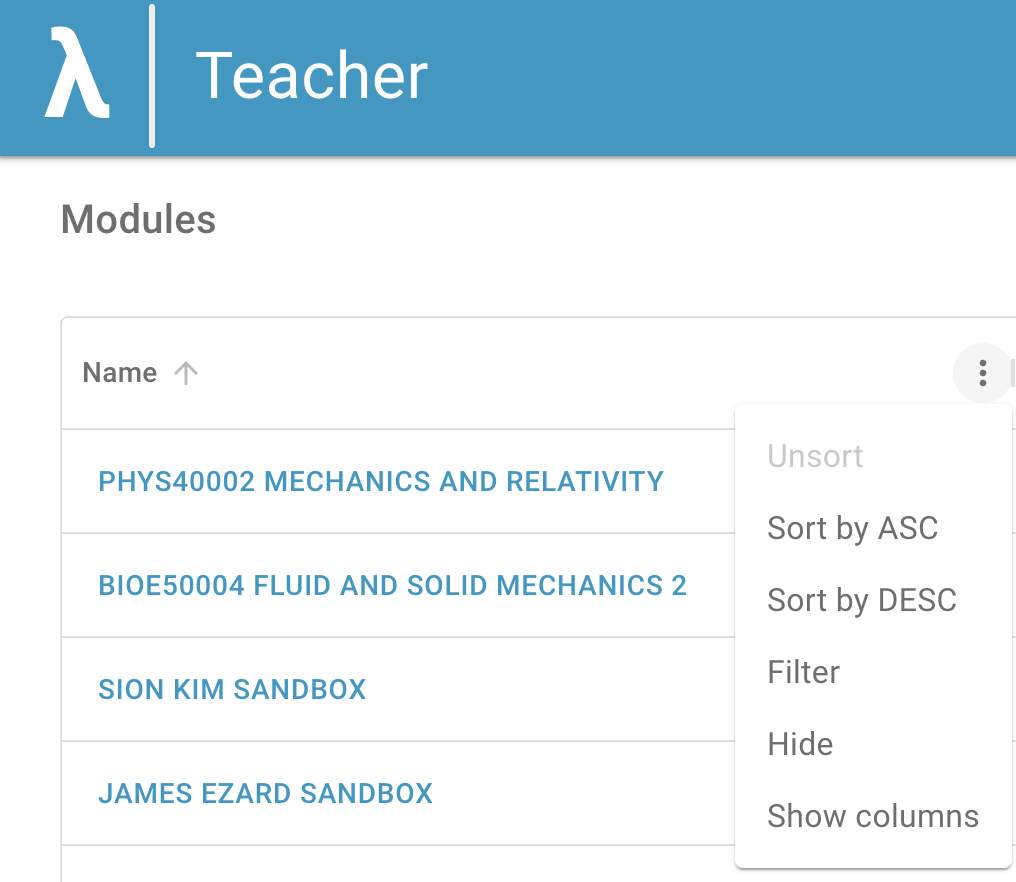 λ
Teacher
Modules
Name
PHYS40002 MECHANICS AND RELATIVITY
BIOE50004 FLUID AND SOLID MECHANICS 2
SION KIM SANDBOX
JAMES EZARD SANDBOX
Unsort
Sort by ASC
Sort by DESC
Filter
Hide
Show columns